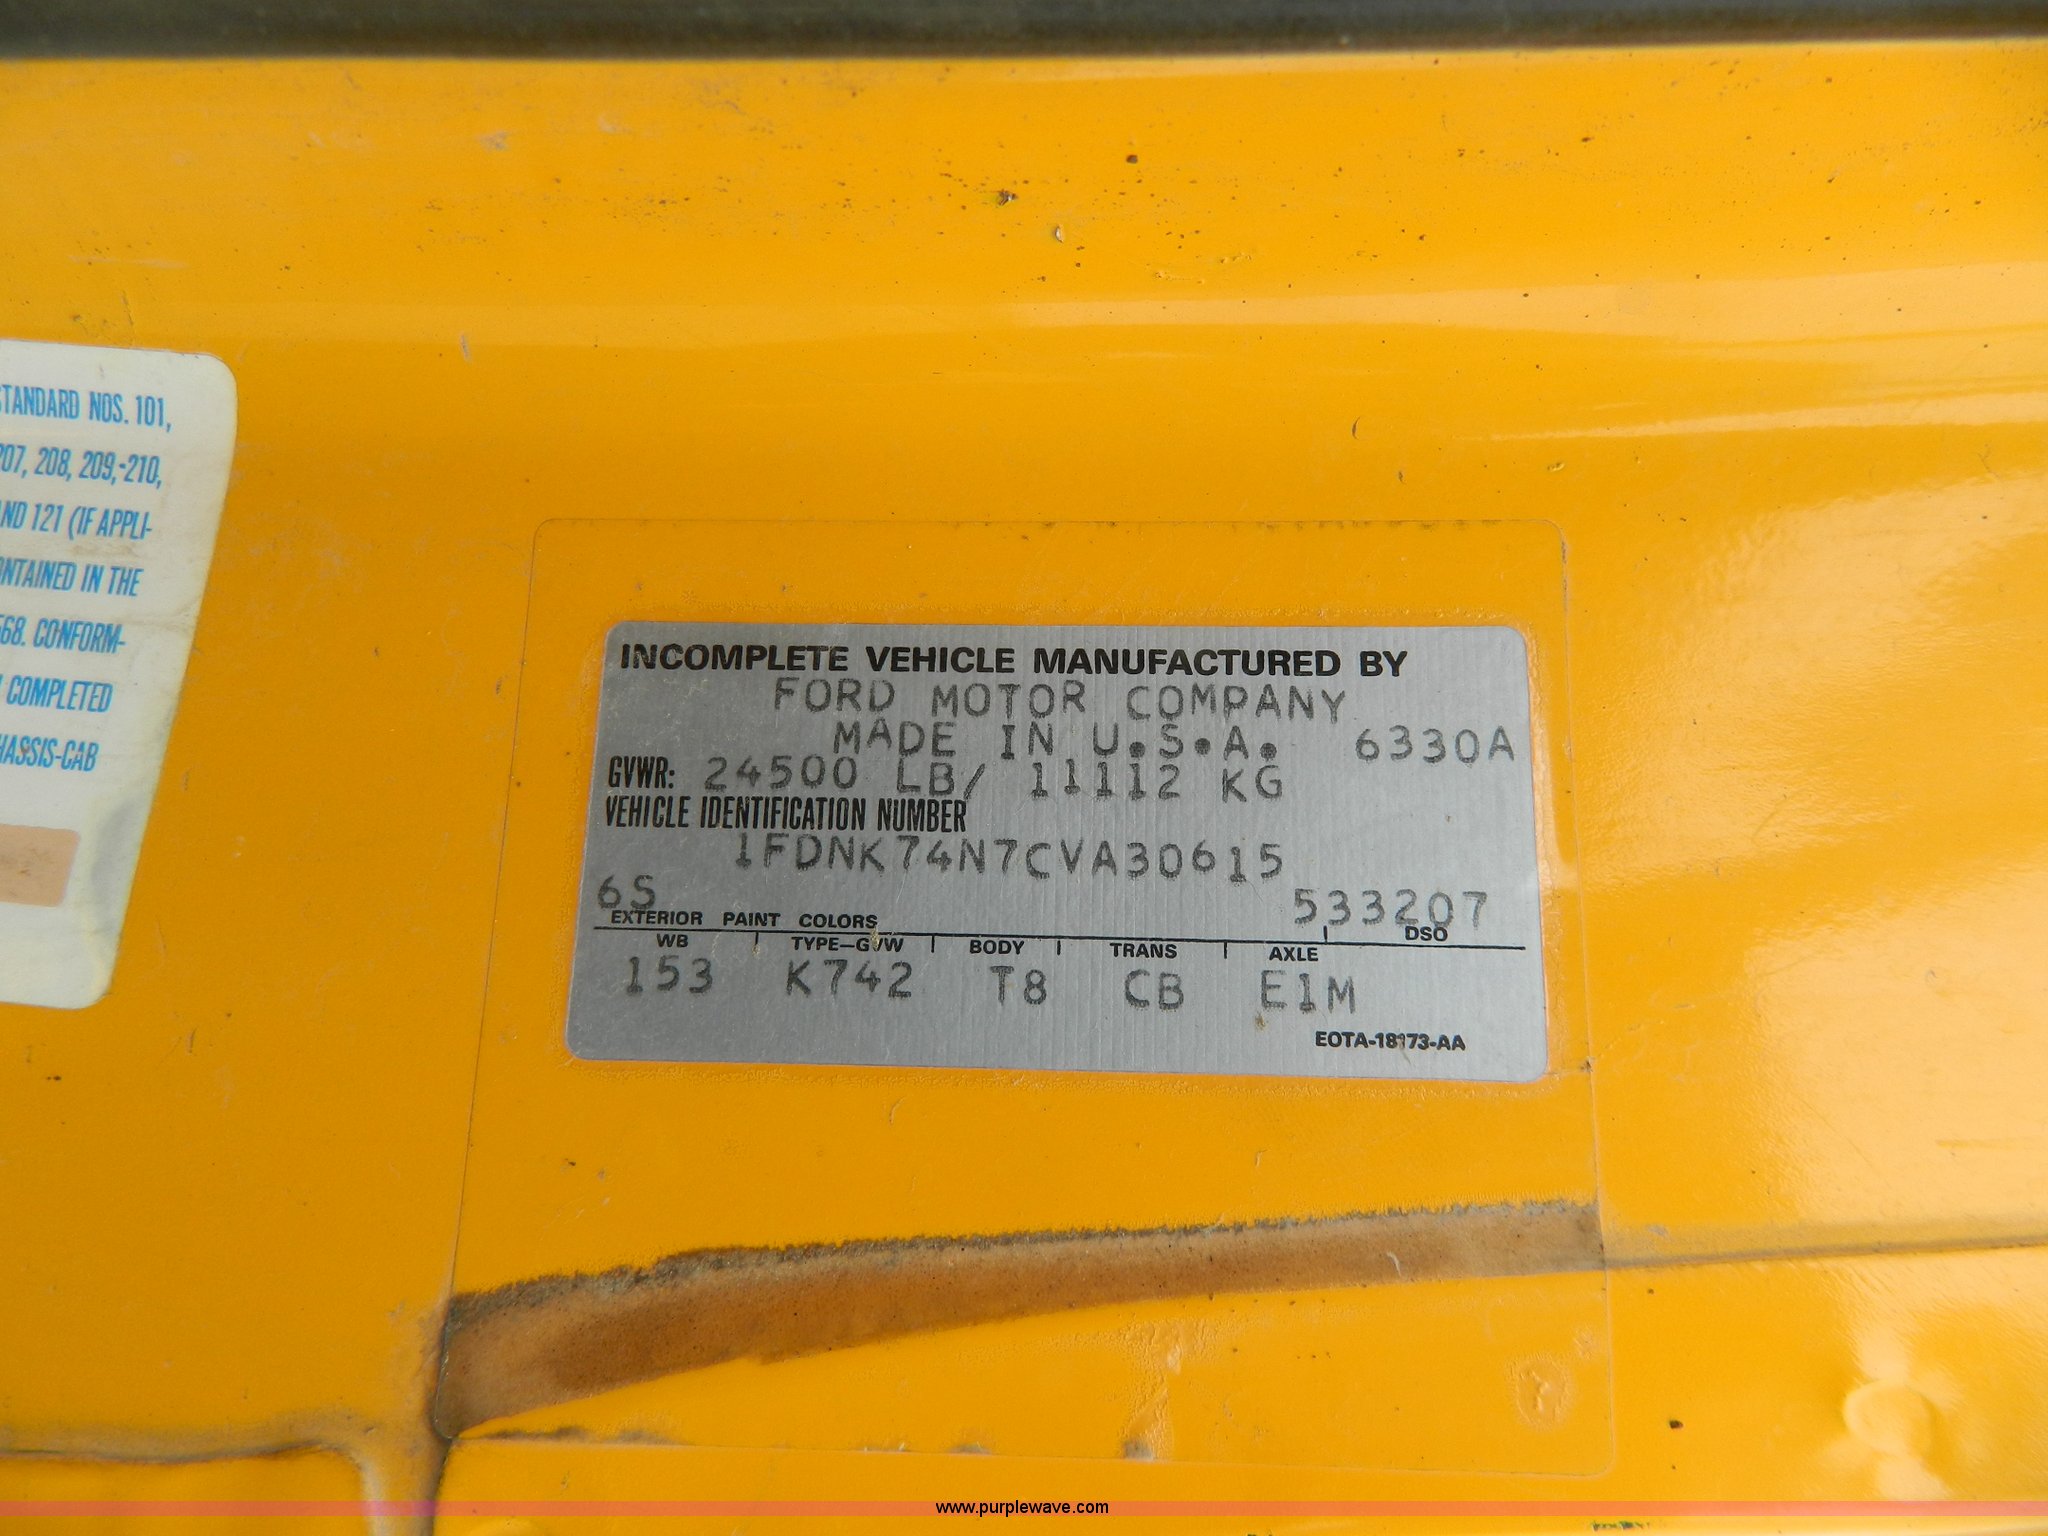 STANDARD NOS. 101,
207, 208, 209,-210,
AND 121 (IF APPLI-
CONTAINED IN THE
568. CONFORM-
COMPLETED
CHASSIS-CAB
INCOMPLETE VEHICLE MANUFACTURED BY
FORD MOTOR COMPANY
MADE IN U.S.A. 6330A
GVWR: 24500 LB/ 11112 KG
VEHICLE IDENTIFICATION NUMBER
1FDNK74N7CVA30615
6S 533207
EXTERIOR PAINT COLORS DSO
WB TYPE-GVW BODY TRANS AXLE
153 K742 T8 CB E1M
EOTA-18173-AA
www.purplewave.com